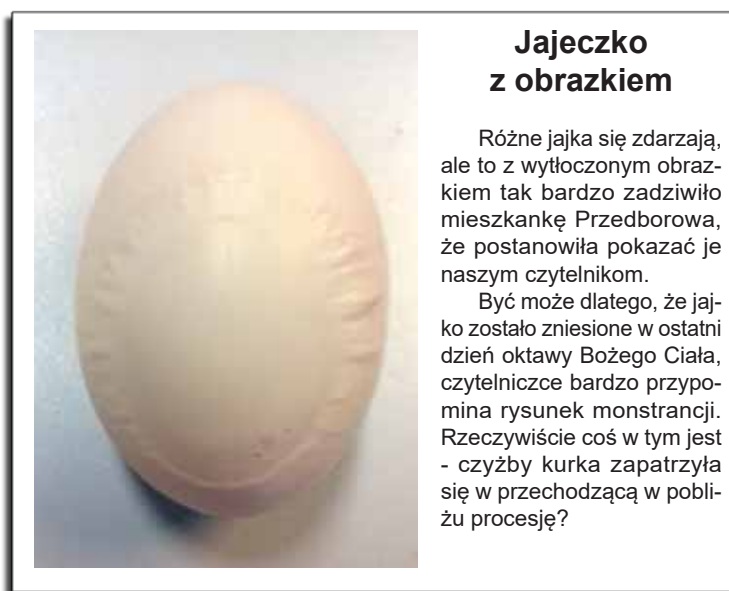 Jajeczko
z obrazkiem
Różne jajka się zdarzają,
ale to z wytłoczonym obraz-
kiem tak bardzo zadziwiło
mieszkankę Przedborowa,
że postanowiła pokazać je
naszym czytelnikom.
Być może dlatego, że jaj-
ko zostało zniesione w ostatni
dzień oktawy Bożego Ciała,
czytelniczce bardzo przypo-
mina rysunek monstrancji.
Rzeczywiście coś w tym jest
- czyżby kurka zapatrzyła
się w przechodzącą w pobli-
żu procesję?